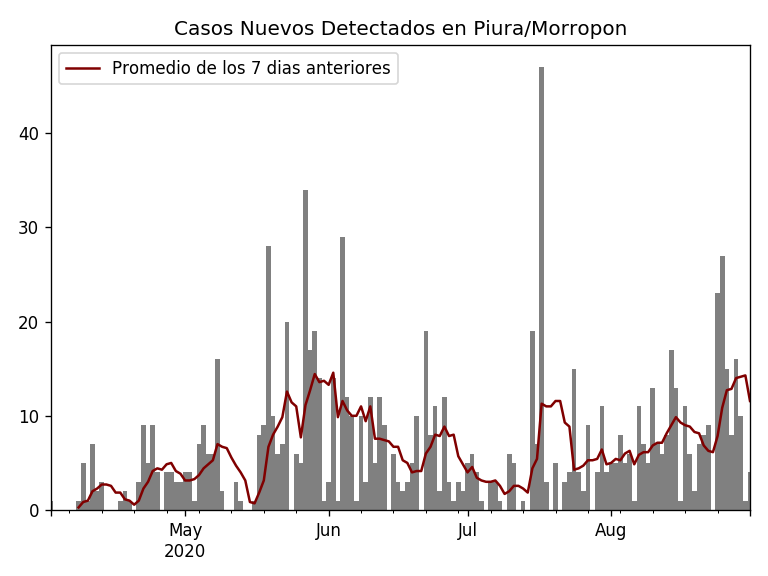 Casos Nuevos Detectados en Piura/Morropon
Promedio de los 7 dias anteriores
40
30
20
10
0
May
2020
Jun
Jul
Aug